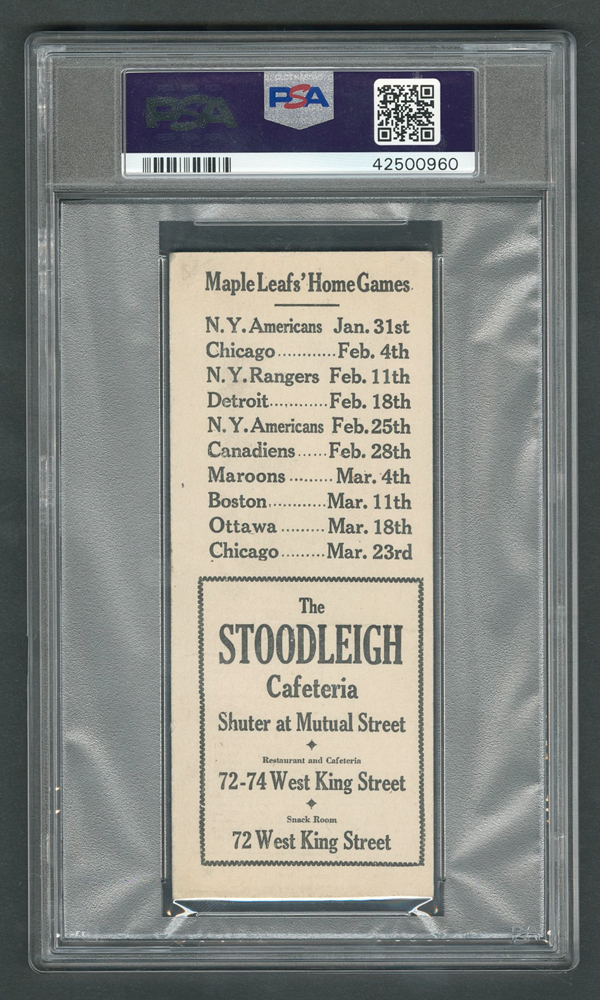 PSA
PSA
42500960
Maple Leafs' Home Games
N.Y. Americans Jan. 31st
Chicago............Feb. 4th
N.Y. Rangers Feb. 11th
Detroit............Feb. 18th
N.Y. Americans Feb. 25th
Canadiens......Feb. 28th
Maroons.........Mar. 4th
Boston............Mar. 11th
Ottawa.........Mar. 18th
Chicago.........Mar. 23rd
The
STOODLEIGH
Cafeteria
Shuter at Mutual Street
Restaurant and Cafeteria
72-74 West King Street
Snack Room
72 West King Street